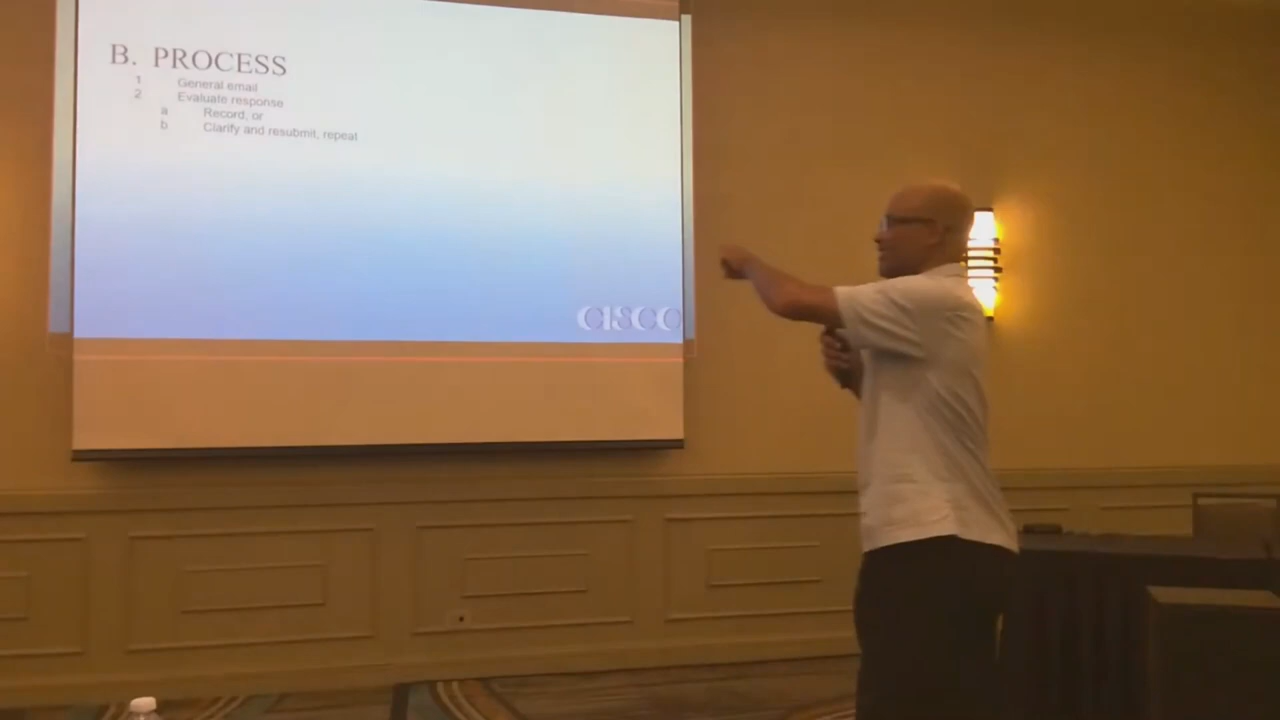 B. PROCESS
1 General email
2 Evaluate response
a Record, or
b Clarify and resubmit, repeat
CISCO